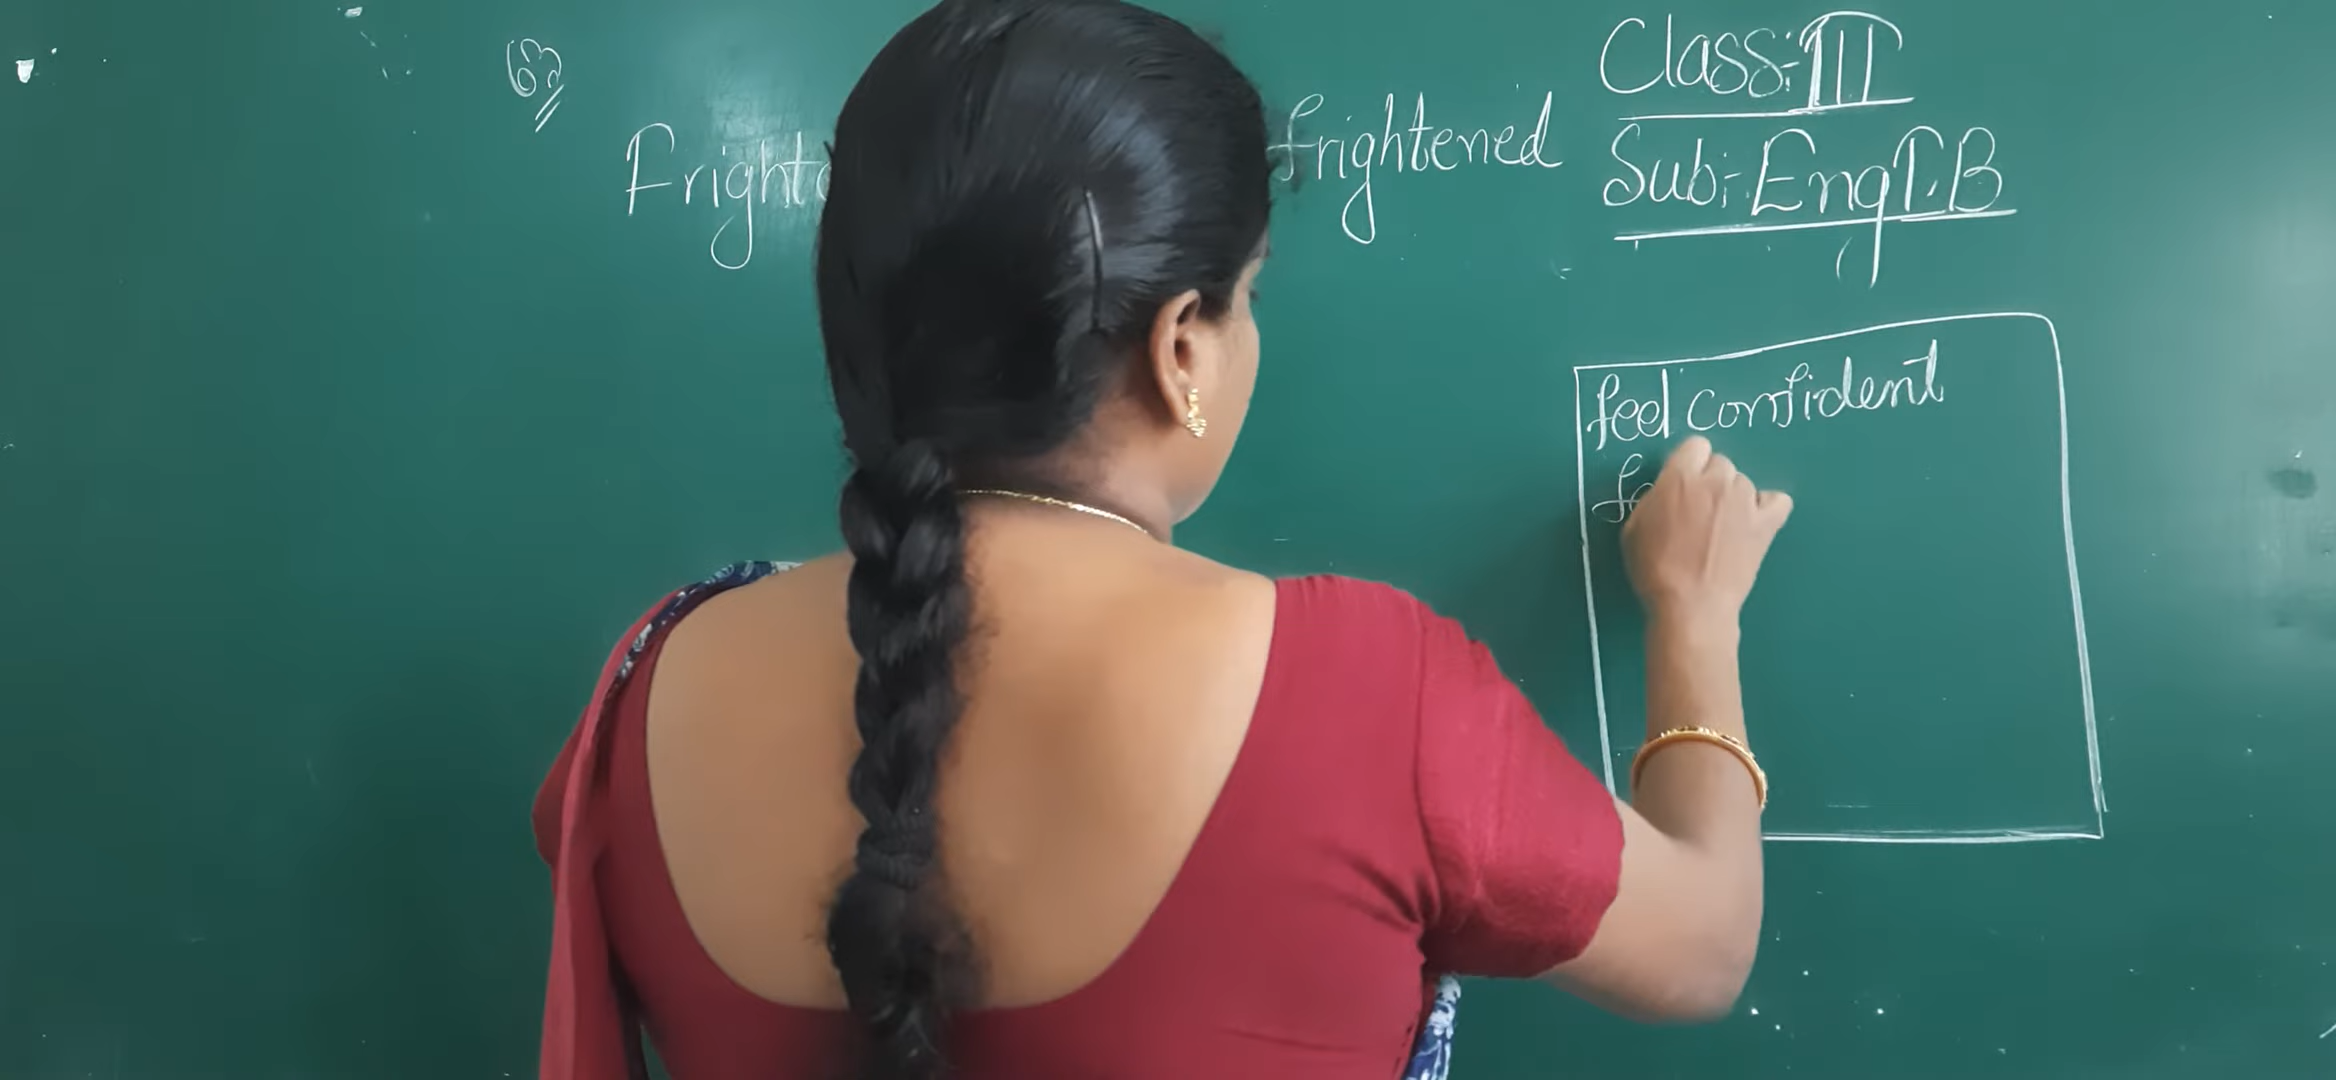 Class:- III
Sub:- Eng T.B
frightened
feel confident